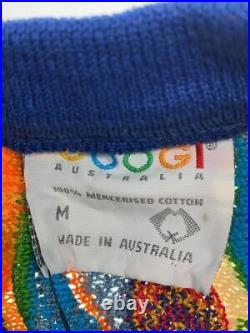 COOGI®
AUSTRALIA
100% MERCERISED COTTON
M
MADE IN AUSTRALIA